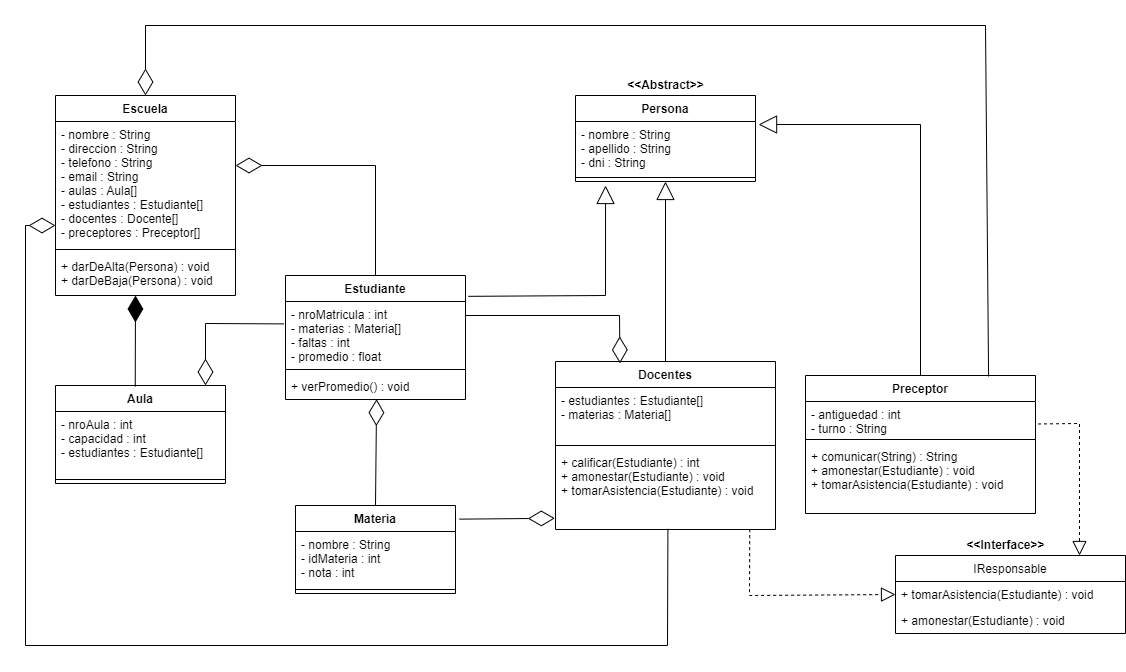 Escuela
- nombre : String
- direccion : String
- telefono : String
- email : String
- aulas : Aula[]
- estudiantes : Estudiante[]
- docentes : Docente[]
- preceptores : Preceptor[]
+ darDeAlta(Persona) : void
+ darDeBaja(Persona) : void
<<Abstract>>
Persona
- nombre : String
- apellido : String
- dni : String
Estudiante
- nroMatricula : int
- materias : Materia[]
- faltas : int
- promedio : float
+ verPromedio() : void
Aula
- nroAula : int
- capacidad : int
- estudiantes : Estudiante[]
Docentes
- estudiantes : Estudiante[]
- materias : Materia[]
+ calificar(Estudiante) : int
+ amonestar(Estudiante) : void
+ tomarAsistencia(Estudiante) : void
Preceptor
- antiguedad : int
- turno : String
+ comunicar(String) : String
+ amonestar(Estudiante) : void
+ tomarAsistencia(Estudiante) : void
Materia
- nombre : String
- idMateria : int
- nota : int
<<Interface>>
IResponsable
+ tomarAsistencia(Estudiante) : void
+ amonestar(Estudiante) : void